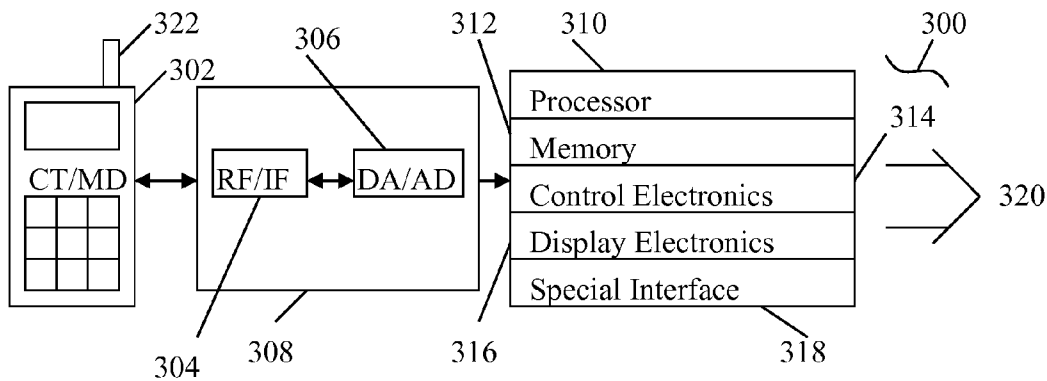 322
302
306
312
310
300
314
Processor
Memory
CT/MD
RF/IF
DA/AD
Control Electronics
320
Display Electronics
Special Interface
304
308
316
318